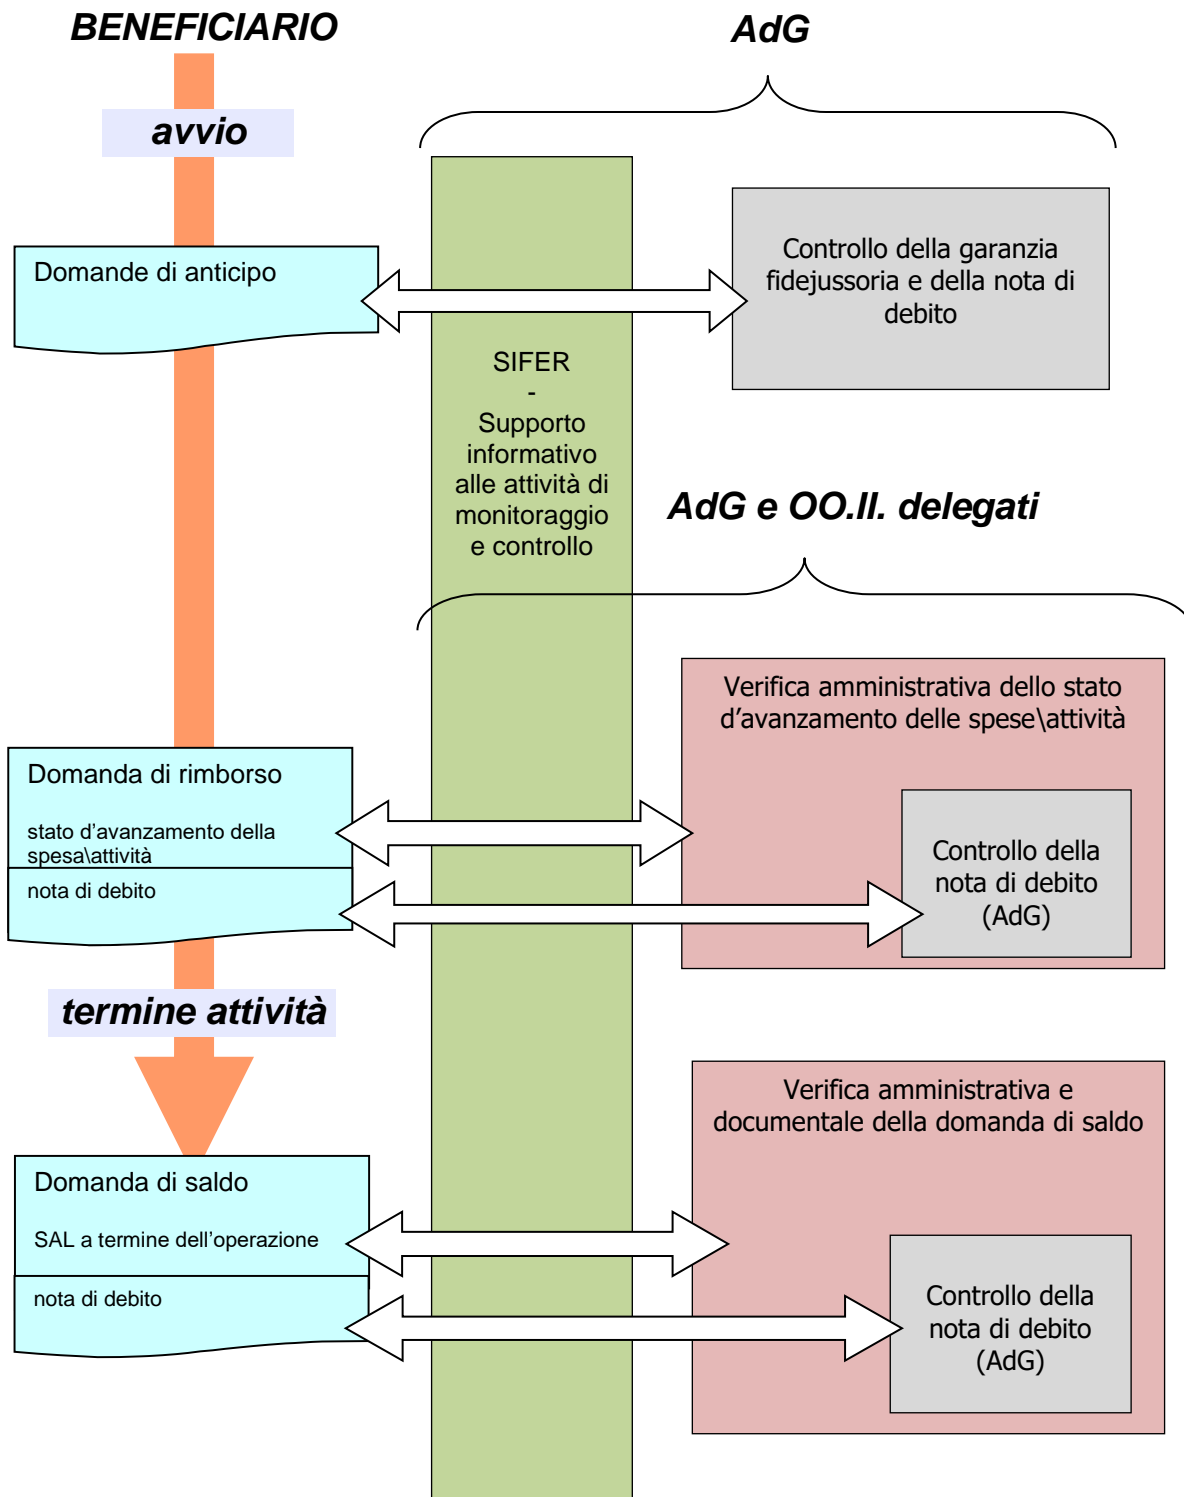 BENEFICIARIO
AdG
avvio
Domande di anticipo
Controllo della garanzia
fidejussoria e della nota di
debito
SIFER
-
Supporto
informativo
alle attività di
monitoraggio
e controllo
AdG e OO.II. delegati
Verifica amministrativa dello stato
d’avanzamento delle spese\attività
Domanda di rimborso
stato d’avanzamento della
spesa\attività
nota di debito
Controllo della
nota di debito
(AdG)
termine attività
Verifica amministrativa e
documentale della domanda di saldo
Domanda di saldo
SAL a termine dell’operazione
nota di debito
Controllo della
nota di debito
(AdG)